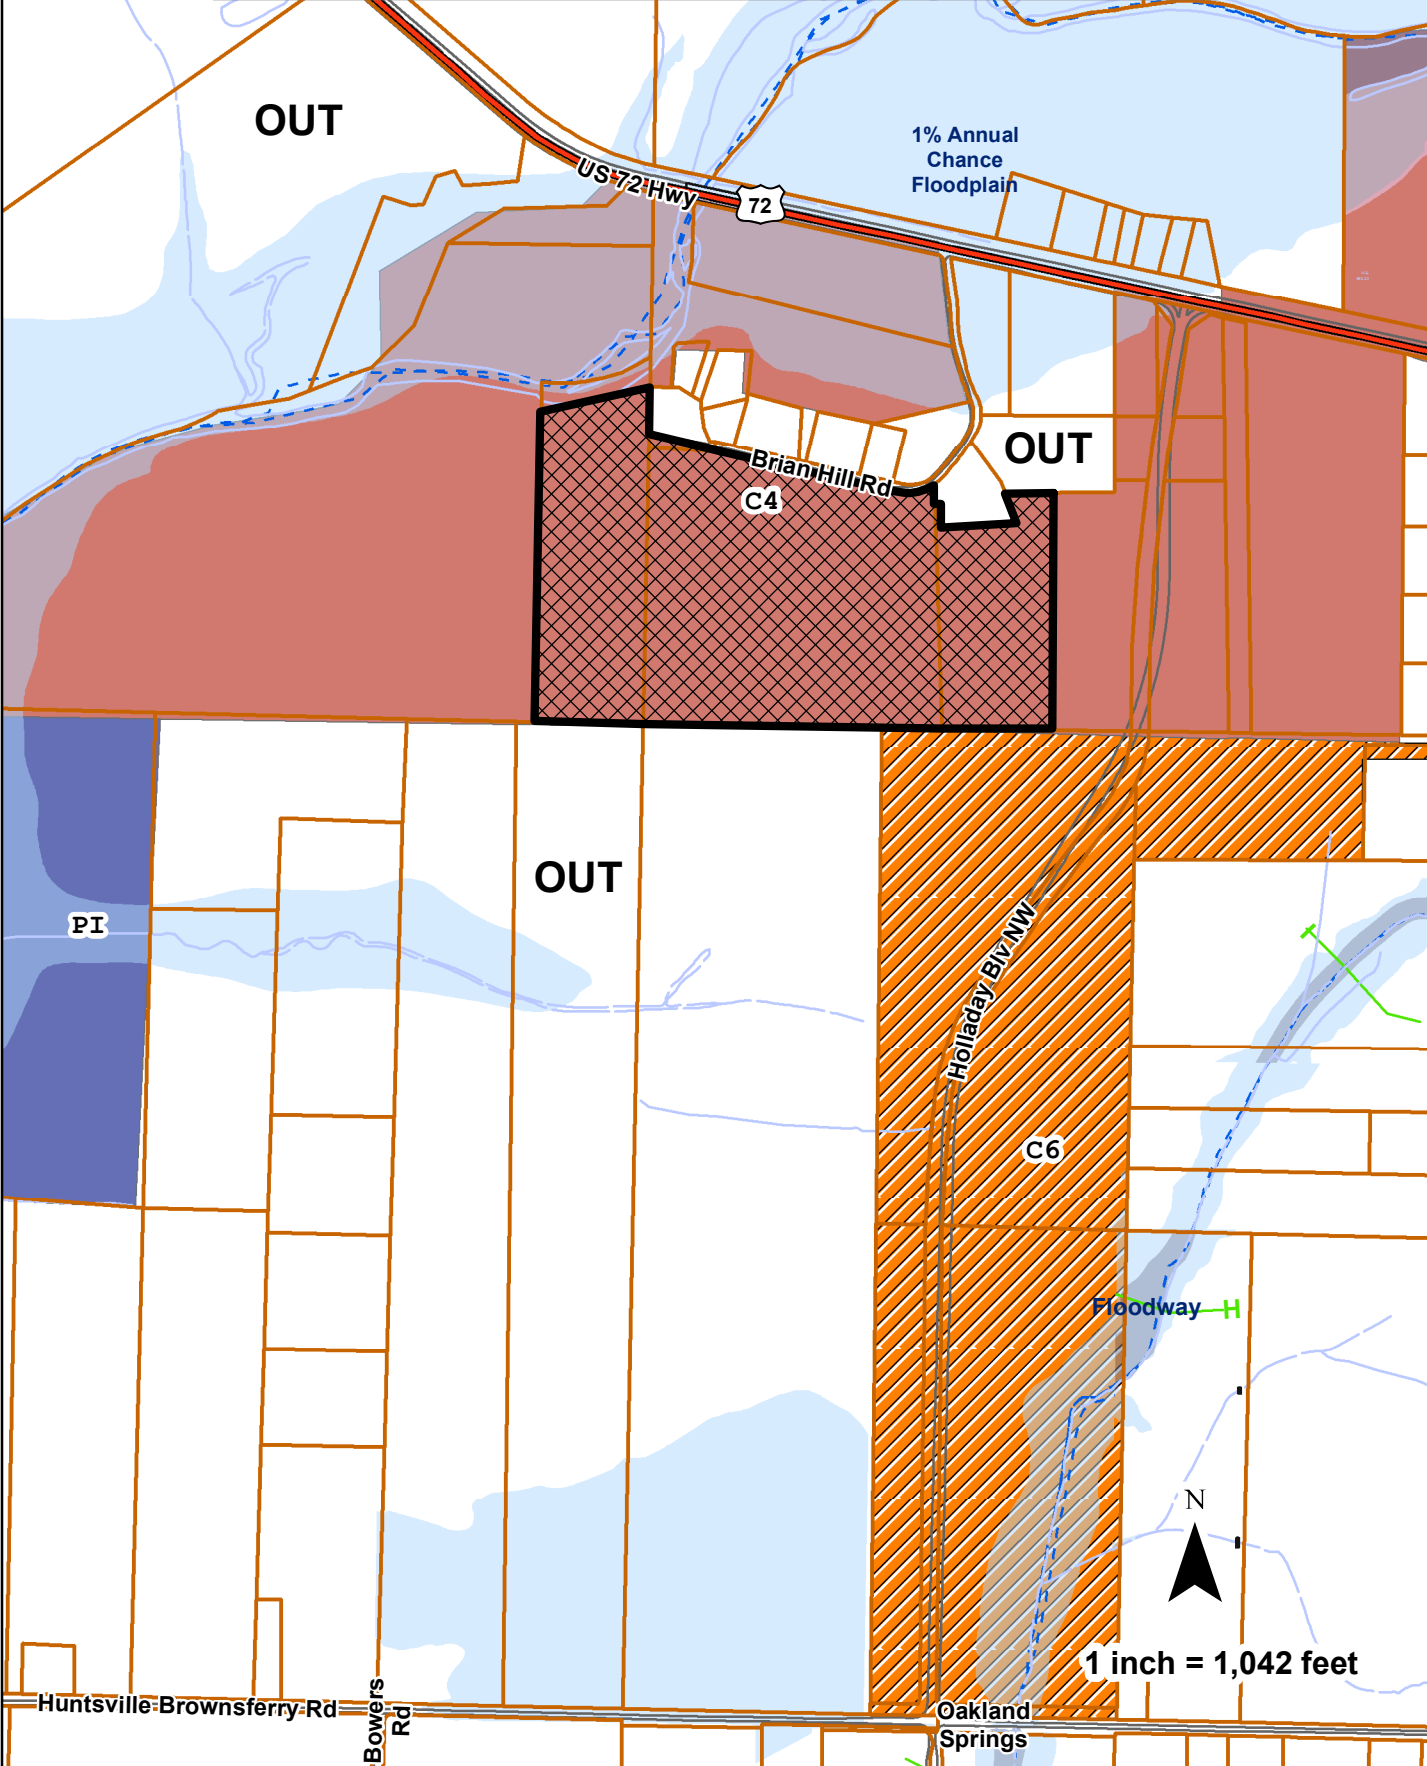 OUT
1% Annual
Chance
Floodplain
US 72 Hwy
72
OUT
Brian Hill Rd
C4
OUT
PI
Holladay Blv NW
C6
Floodway
N
1 inch = 1,042 feet
Huntsville Brownsferry Rd
Bowers
Rd
Oakland
Springs